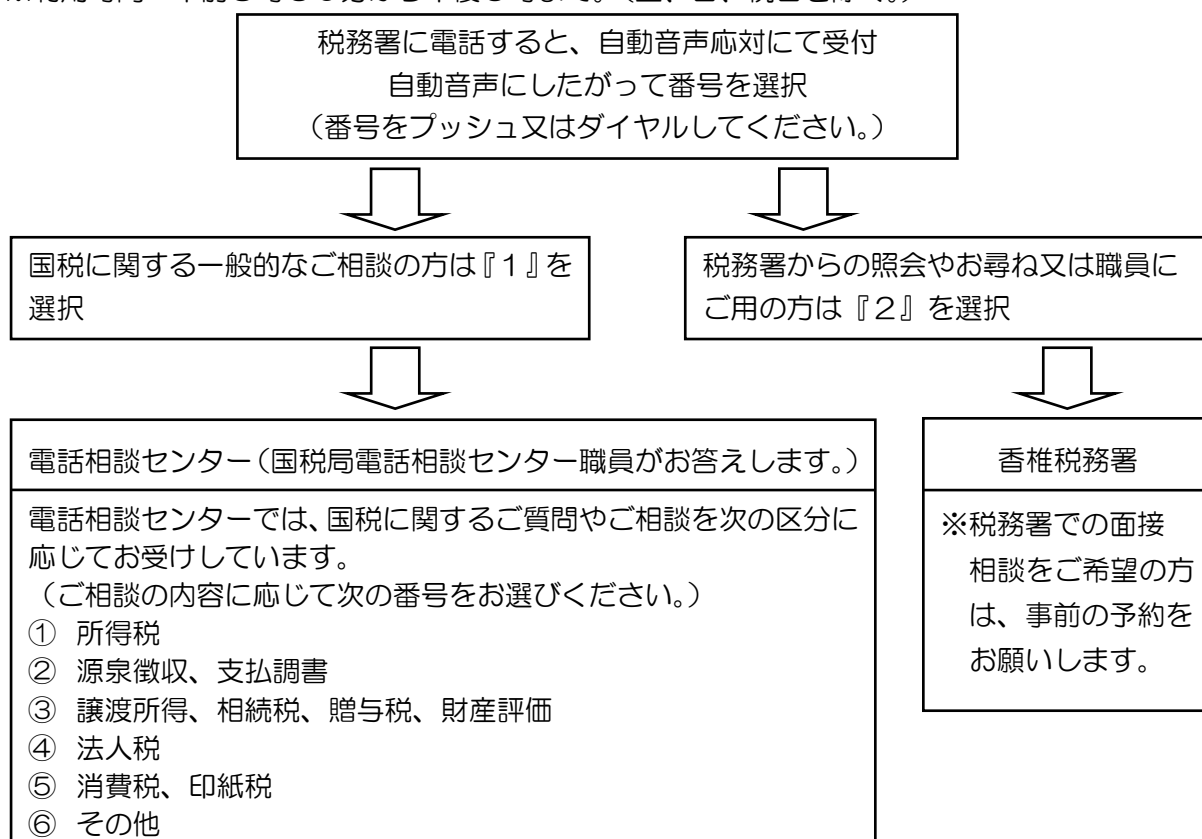 税務署に電話すると、自動音声応対にて受付
自動音声にしたがって番号を選択
（番号をプッシュ又はダイヤルしてください。）
国税に関する一般的なご相談の方は『１』を
選択
税務署からの照会やお尋ね又は職員に
ご用の方は『２』を選択
電話相談センター（国税局電話相談センター職員がお答えします。）
電話相談センターでは、国税に関するご質問やご相談を次の区分に
応じてお受けしています。
（ご相談の内容に応じて次の番号をお選びください。）
① 所得税
② 源泉徴収、支払調書
③ 譲渡所得、相続税、贈与税、財産評価
④ 法人税
⑤ 消費税、印紙税
⑥ その他
香椎税務署
※税務署での面接
相談をご希望の方
は、事前の予約を
お願いします。